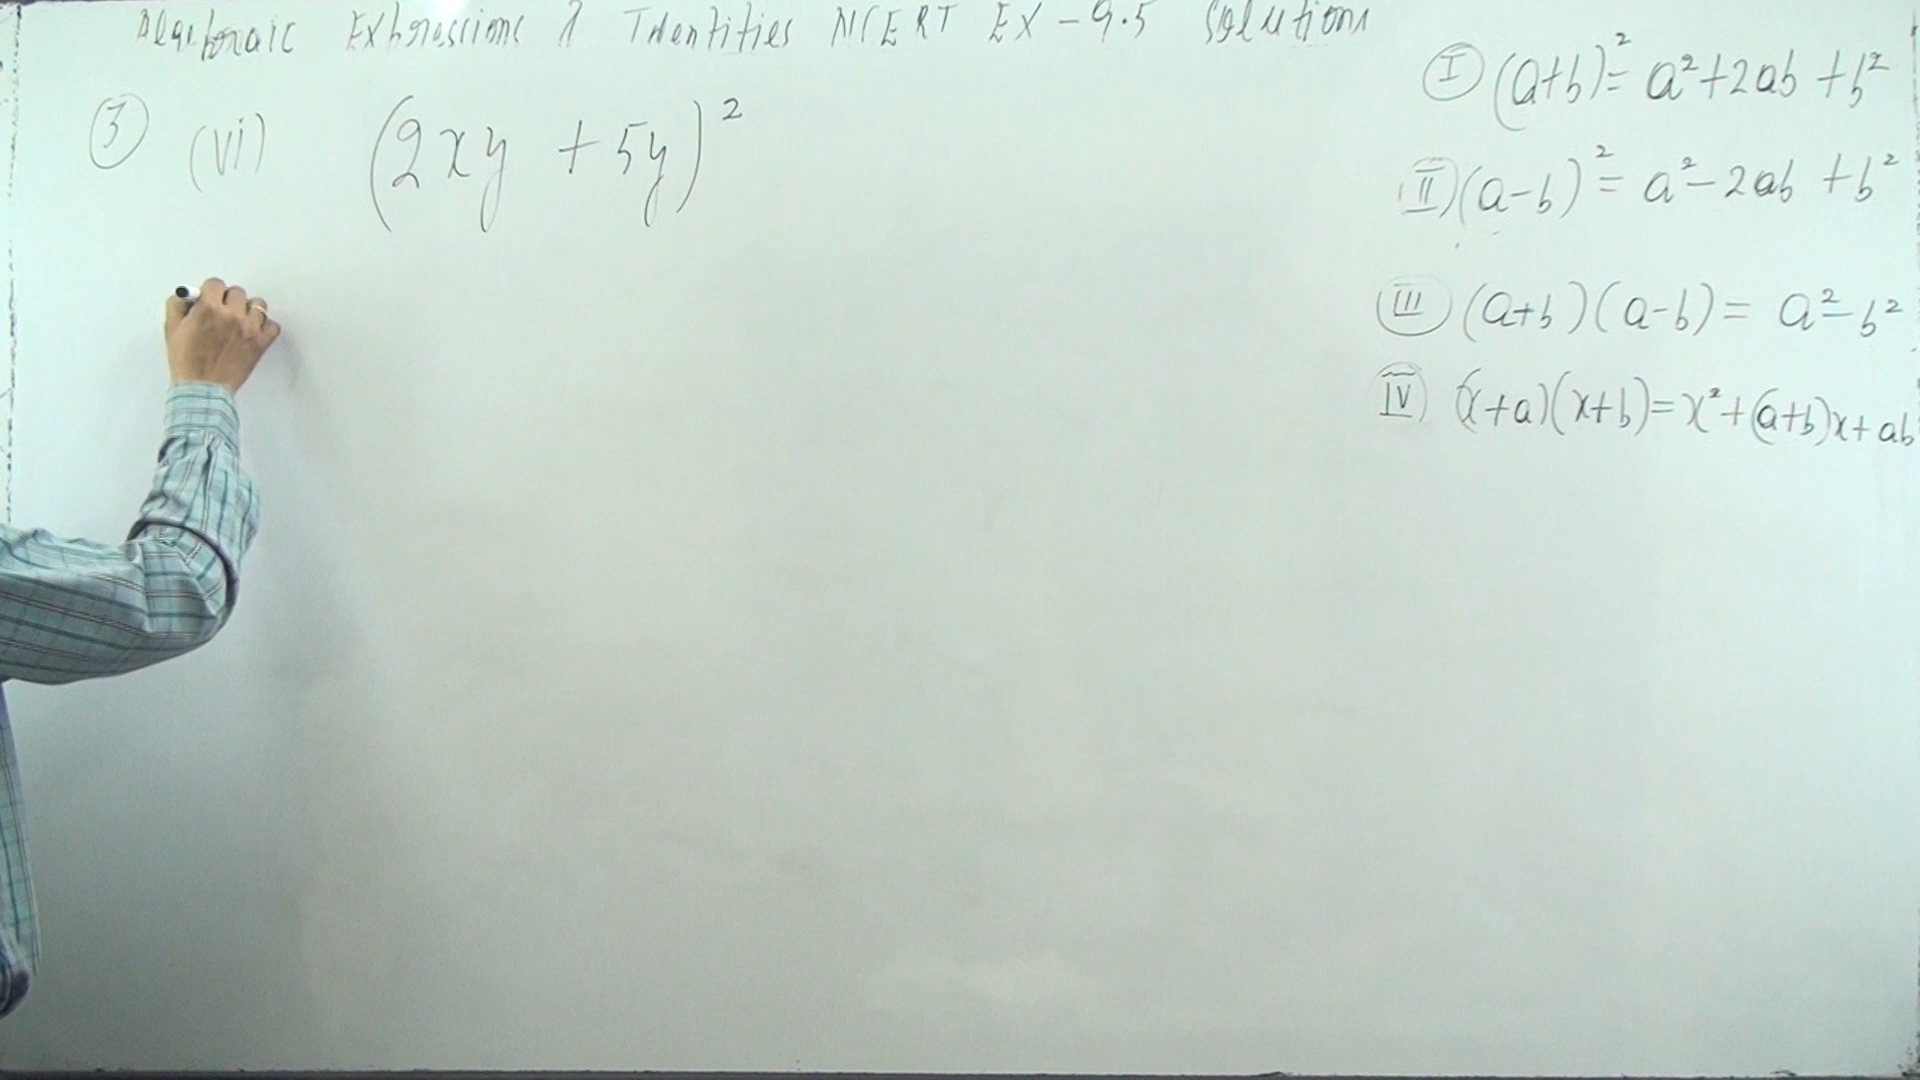 Algebraic Expressions & Identities NCERT EX - 9.5 Solutions
③ (vi) (2xy + 5y)²
Ⅰ (a+b)² = a² + 2ab + b²
Ⅱ (a-b)² = a² - 2ab + b²
Ⅲ (a+b)(a-b) = a² - b²
Ⅳ (x+a)(x+b) = x² + (a+b)x + ab